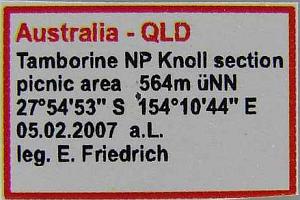 Australia - QLD
Tamborine NP Knoll section
picnic area 564m üNN
27°54'53" S 154°10'44" E
05.02.2007 a.L.
leg. E. Friedrich